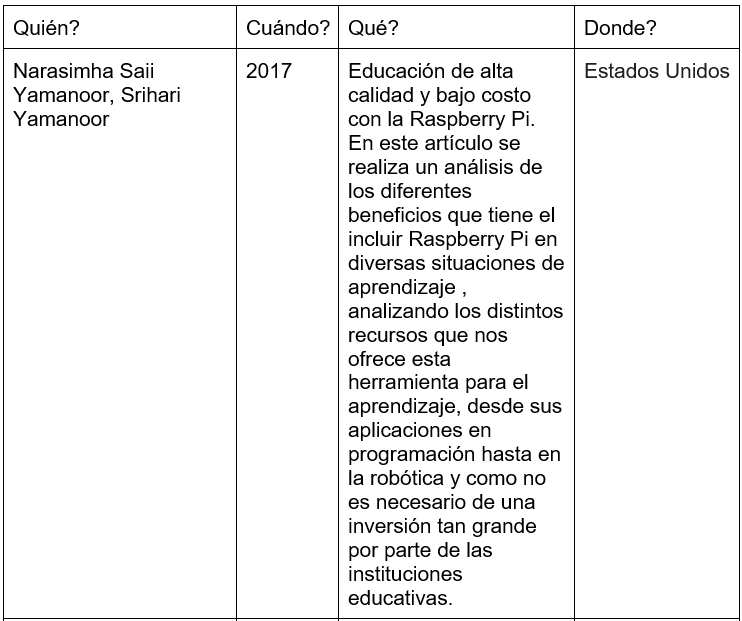 Quién?
Cuándo?
Qué?
Donde?
Narasimha Saii
Yamanoor, Srihari
Yamanoor
2017
Educación de alta
calidad y bajo costo
con la Raspberry Pi.
En este artículo se
realiza un análisis de
los diferentes
beneficios que tiene el
incluir Raspberry Pi en
diversas situaciones de
aprendizaje ,
analizando los distintos
recursos que nos
ofrece esta
herramienta para el
aprendizaje, desde sus
aplicaciones en
programación hasta en
la robótica y como no
es necesario de una
inversión tan grande
por parte de las
instituciones
educativas.
Estados Unidos